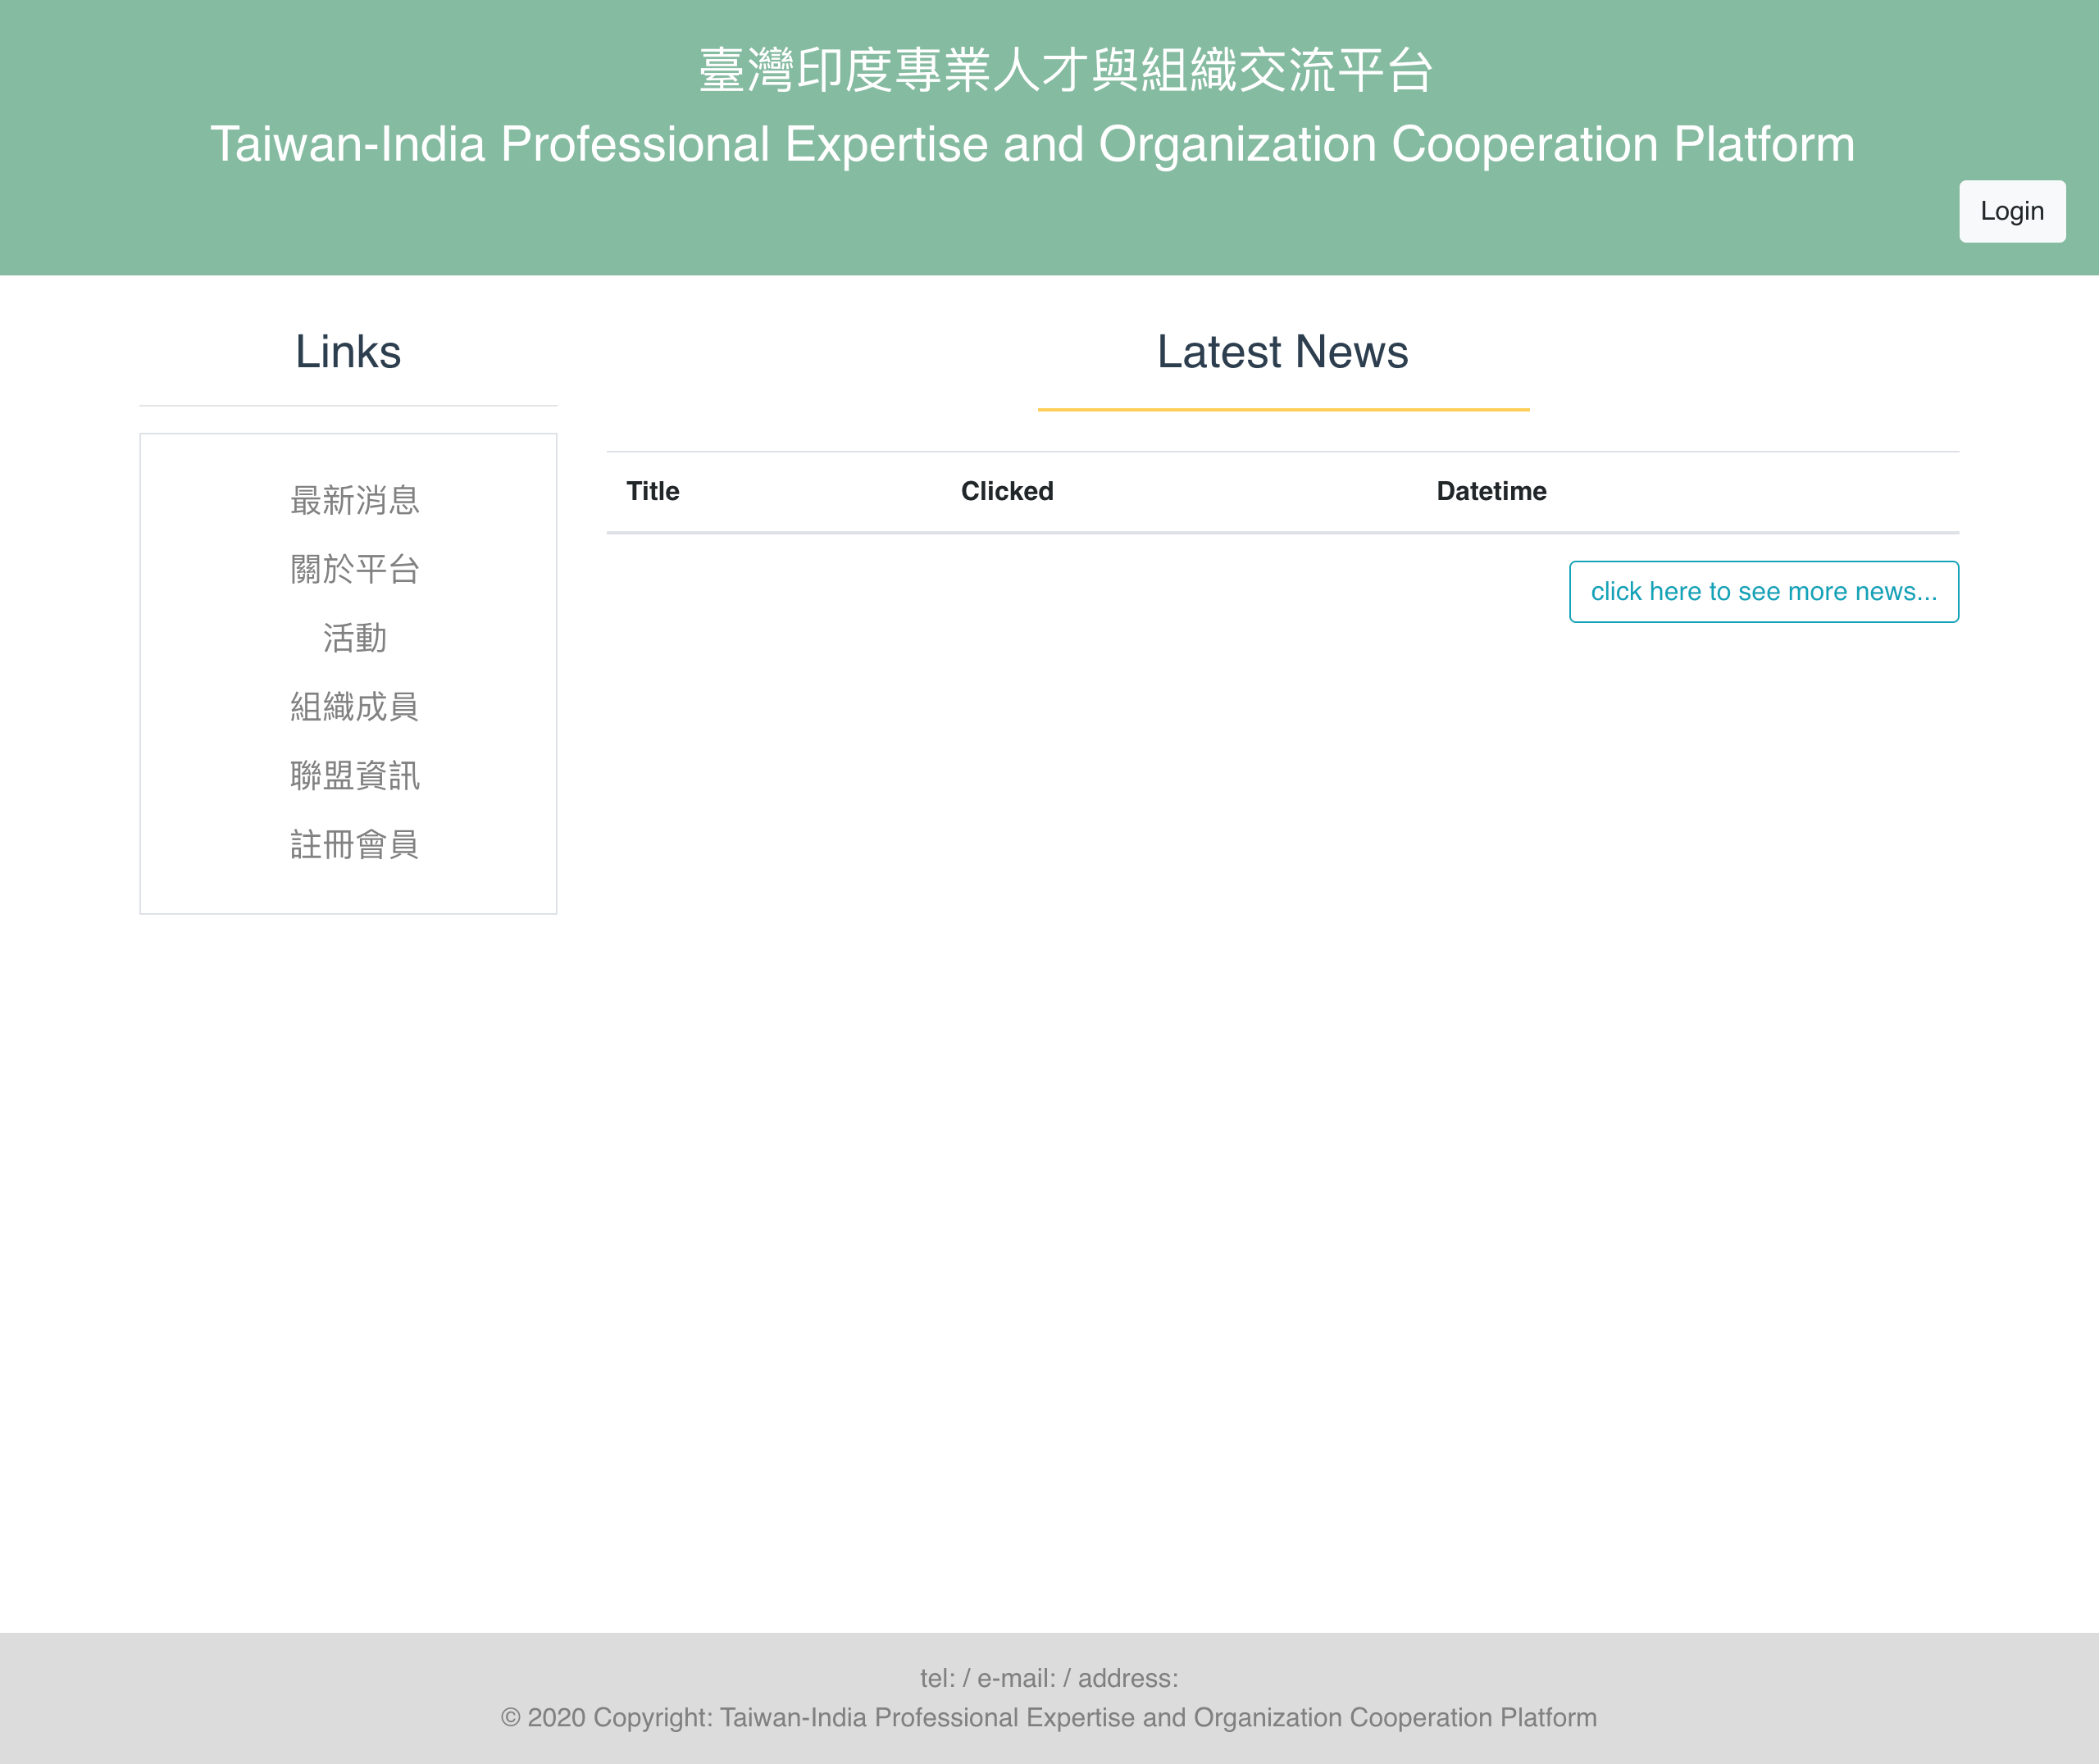 臺灣印度專業人才與組織交流平台
Taiwan-India Professional Expertise and Organization Cooperation Platform
Login
Links
最新消息
關於平台
活動
組織成員
聯盟資訊
註冊會員
Latest News
Title Clicked Datetime
click here to see more news...
tel: / e-mail: / address:
© 2020 Copyright: Taiwan-India Professional Expertise and Organization Cooperation Platform